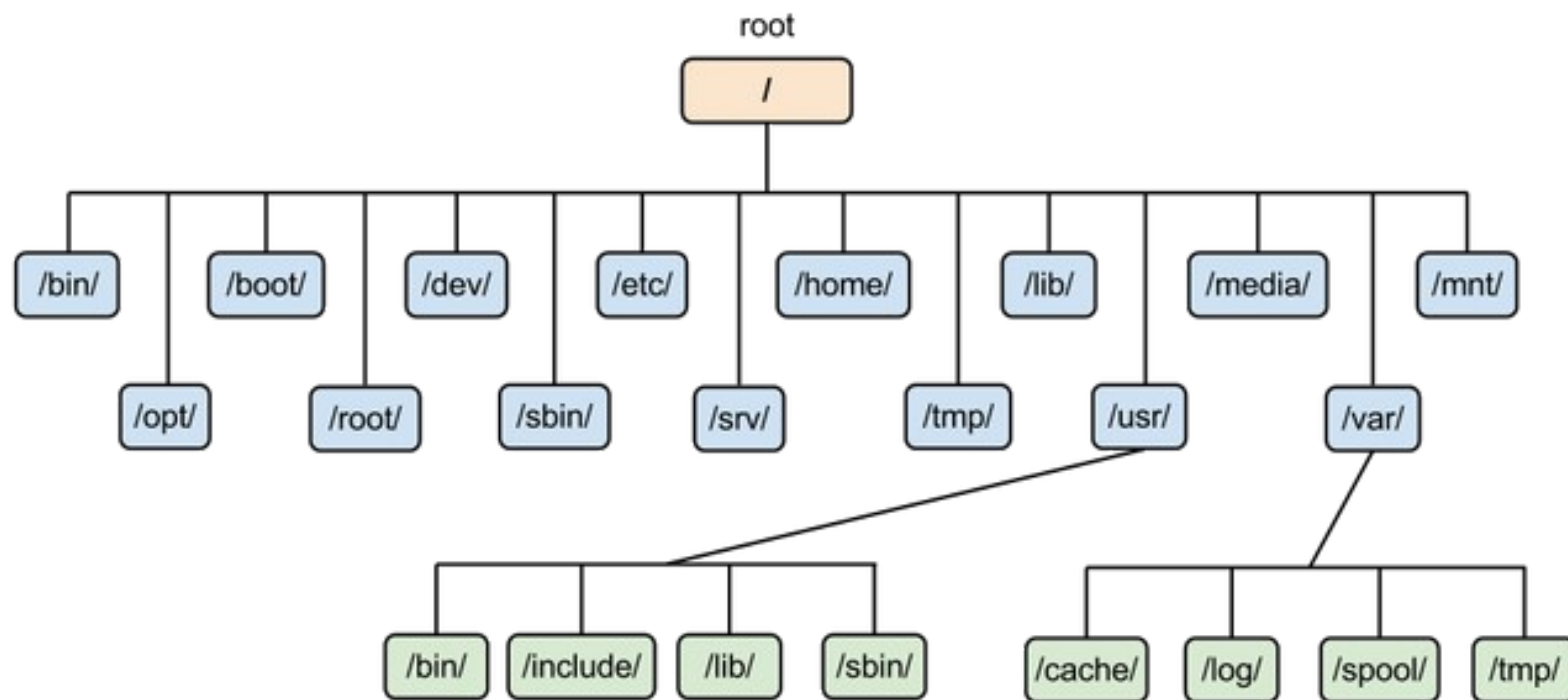 root
/
/bin/
/boot/
/dev/
/etc/
/home/
/lib/
/media/
/mnt/
/opt/
/root/
/sbin/
/srv/
/tmp/
/usr/
/var/
/bin/
/include/
/lib/
/sbin/
/cache/
/log/
/spool/
/tmp/